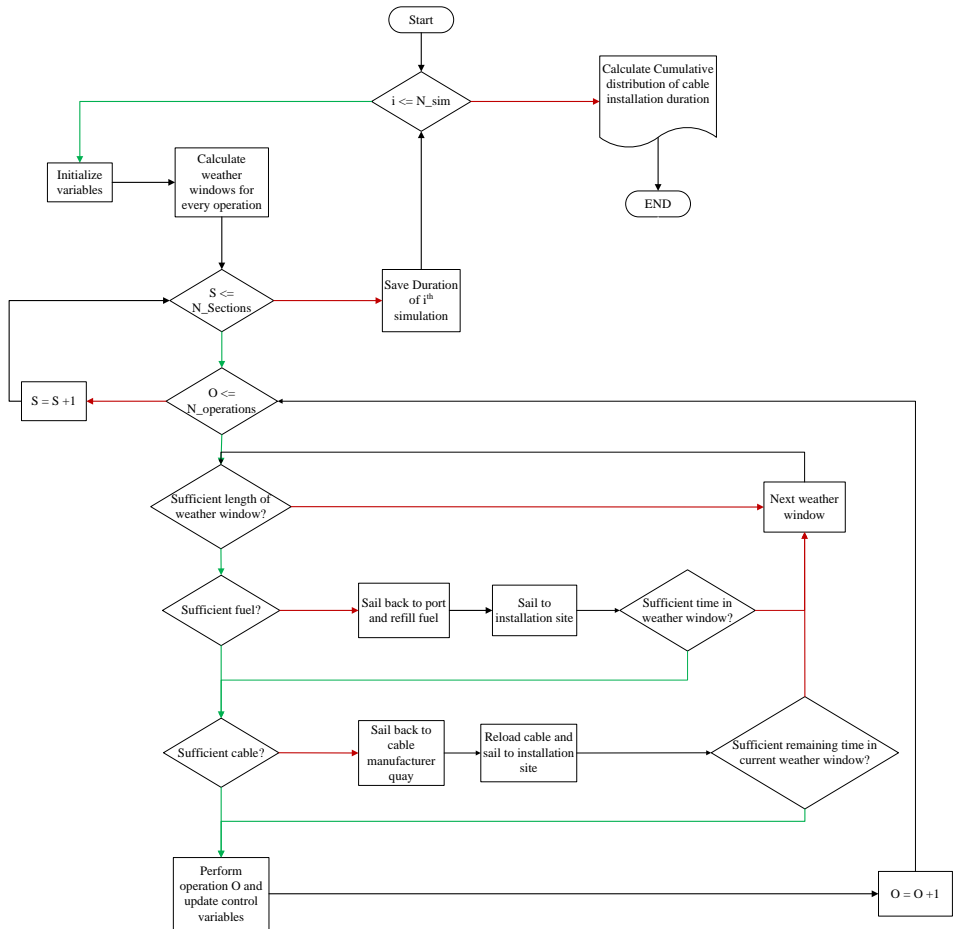 Start
i <= N_sim
Calculate Cumulative
distribution of cable
installation duration
Initialize
variables
Calculate
weather
windows for
every operation
END
S <=
N_Sections
Save Duration
of iᵗʰ
simulation
S = S +1
O <=
N_operations
Sufficient length of
weather window?
Next weather
window
Sufficient fuel?
Sail back to port
and refill fuel
Sail to
installation site
Sufficient time in
weather window?
Sufficient cable?
Sail back to
cable
manufacturer
quay
Reload cable and
sail to installation
site
Sufficient remaining time in
current weather window?
Perform
operation O and
update control
variables
O = O +1